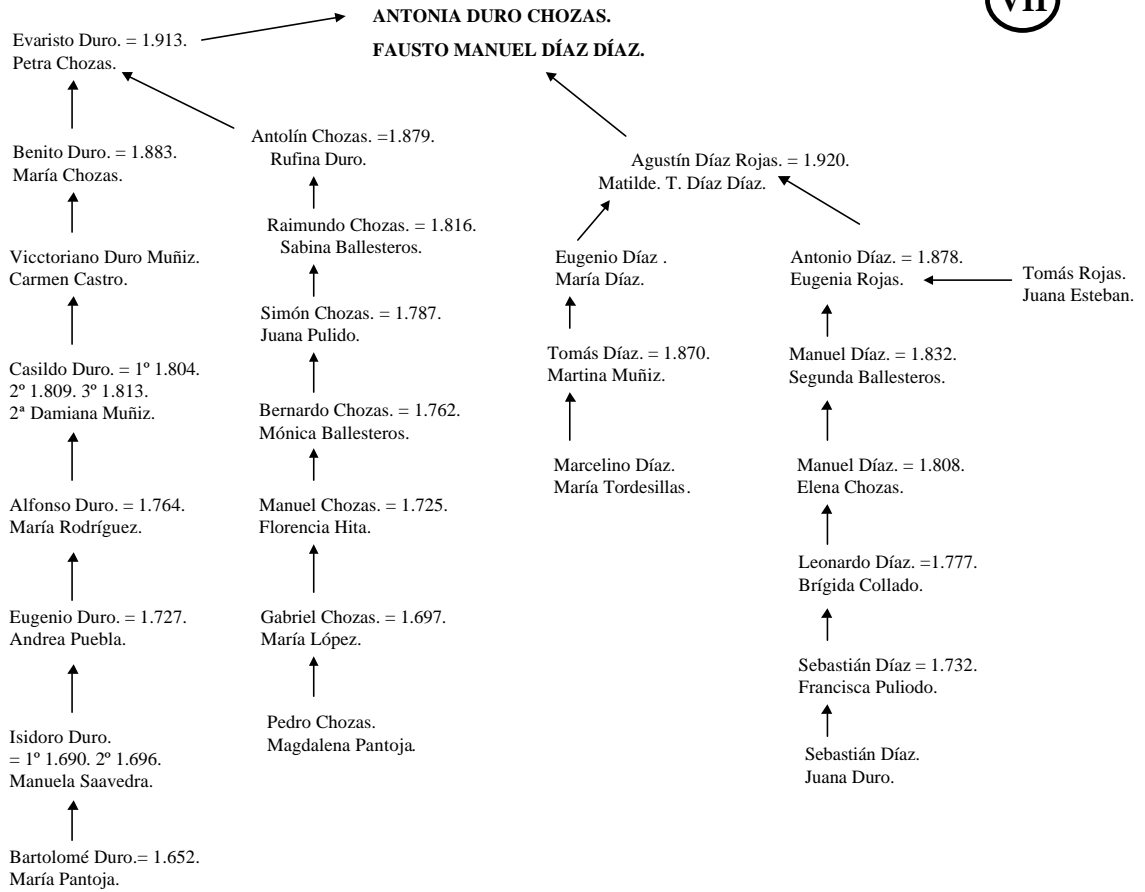 VII
ANTONIA DURO CHOZAS.
FAUSTO MANUEL DÍAZ DÍAZ.
Evaristo Duro. = 1.913.
Petra Chozas.
Benito Duro. = 1.883.
María Chozas.
Vicctoriano Duro Muñiz.
Carmen Castro.
Casildo Duro. = 1º 1.804.
2º 1.809. 3º 1.813.
2ª Damiana Muñiz.
Alfonso Duro. = 1.764.
María Rodríguez.
Eugenio Duro. = 1.727.
Andrea Puebla.
Isidoro Duro.
= 1º 1.690. 2º 1.696.
Manuela Saavedra.
Bartolomé Duro.= 1.652.
María Pantoja.
Antolín Chozas. =1.879.
Rufina Duro.
Raimundo Chozas. = 1.816.
Sabina Ballesteros.
Simón Chozas. = 1.787.
Juana Pulido.
Bernardo Chozas. = 1.762.
Mónica Ballesteros.
Manuel Chozas. = 1.725.
Florencia Hita.
Gabriel Chozas. = 1.697.
María López.
Pedro Chozas.
Magdalena Pantoja.
Agustín Díaz Rojas. = 1.920.
Matilde. T. Díaz Díaz.
Eugenio Díaz .
María Díaz.
Tomás Díaz. = 1.870.
Martina Muñiz.
Marcelino Díaz.
María Tordesillas.
Antonio Díaz. = 1.878.
Eugenia Rojas.
Tomás Rojas.
Juana Esteban.
Manuel Díaz. = 1.832.
Segunda Ballesteros.
Manuel Díaz. = 1.808.
Elena Chozas.
Leonardo Díaz. =1.777.
Brígida Collado.
Sebastián Díaz = 1.732.
Francisca Puliodo.
Sebastián Díaz.
Juana Duro.